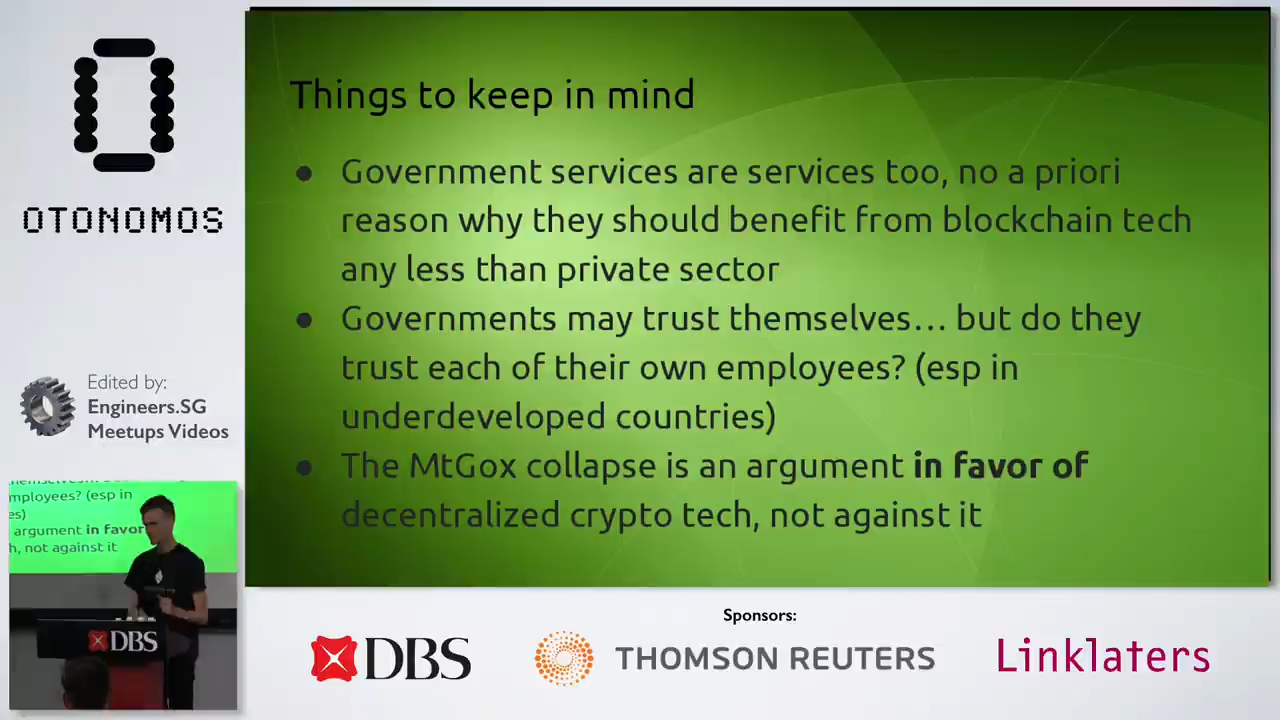 OTONOMOS
Things to keep in mind
● Government services are services too, no a priori
reason why they should benefit from blockchain tech
any less than private sector
● Governments may trust themselves... but do they
trust each of their own employees? (esp in
underdeveloped countries)
● The MtGox collapse is an argument in favor of
decentralized crypto tech, not against it
Edited by:
Engineers.SG
Meetups Videos
mployees? (esp in
es)
argument in favor
h, not against it
DBS
Sponsors:
DBS
THOMSON REUTERS
Linklaters